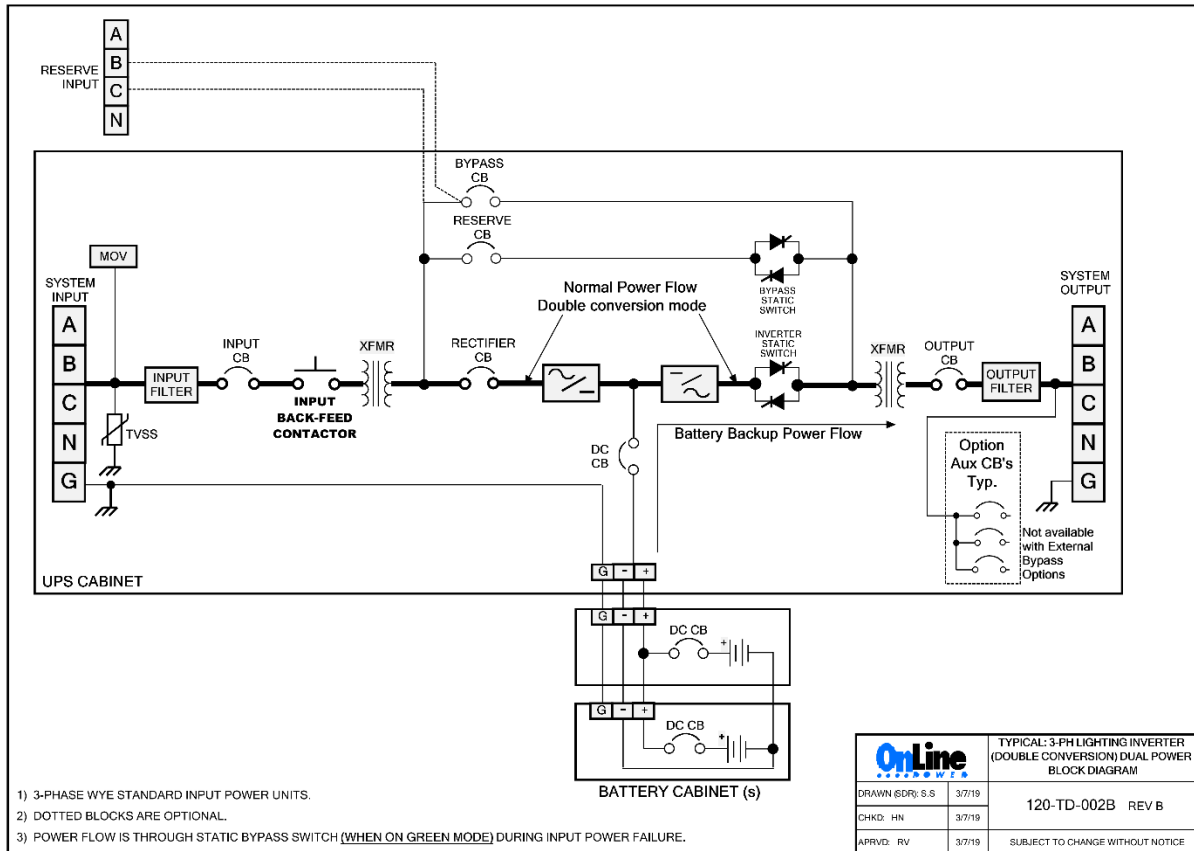 A
B
C
N
RESERVE
INPUT
BYPASS
CB
RESERVE
CB
MOV
SYSTEM
INPUT
A
B
C
N
G
INPUT
FILTER
TVSS
INPUT
CB
INPUT
BACK-FEED
CONTACTOR
XFMR
RECTIFIER
CB
Normal Power Flow
Double conversion mode
BYPASS
STATIC
SWITCH
INVERTER
STATIC
SWITCH
XFMR
OUTPUT
CB
OUTPUT
FILTER
SYSTEM
OUTPUT
A
B
C
N
G
Battery Backup Power Flow
DC
CB
Option
Aux CB's
Typ.
Not available
with External
Bypass
Options
UPS CABINET
G - +
G - +
DC CB
+
G - +
DC CB
+
BATTERY CABINET (s)
1) 3-PHASE WYE STANDARD INPUT POWER UNITS.
2) DOTTED BLOCKS ARE OPTIONAL.
3) POWER FLOW IS THROUGH STATIC BYPASS SWITCH (WHEN ON GREEN MODE) DURING INPUT POWER FAILURE.
OnLine
POWER
TYPICAL: 3-PH LIGHTING INVERTER
(DOUBLE CONVERSION) DUAL POWER
BLOCK DIAGRAM
DRAWN (SDR): S.S 3/7/19
120-TD-002B REV B
CHKD: HN 3/7/19
APRVD: RV 3/7/19
SUBJECT TO CHANGE WITHOUT NOTICE